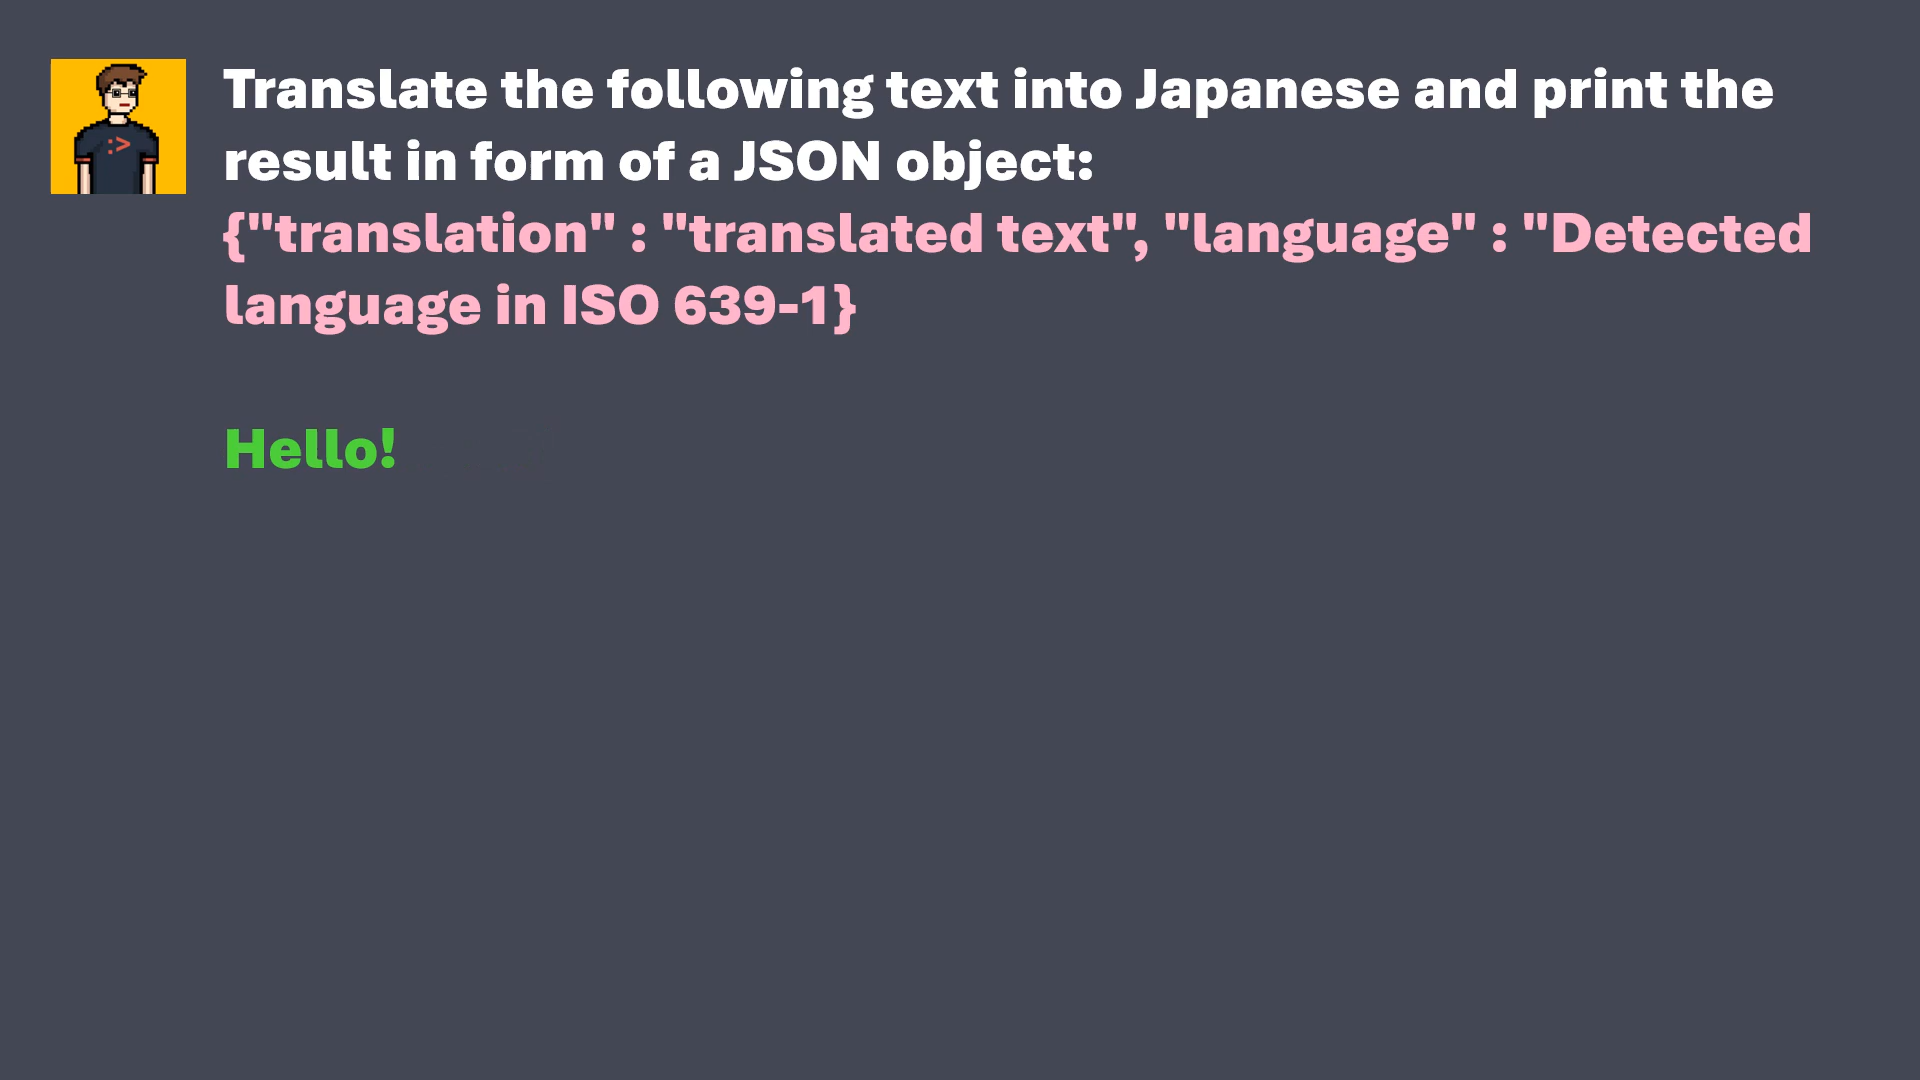 Translate the following text into Japanese and print the
result in form of a JSON object:
{"translation" : "translated text", "language" : "Detected
language in ISO 639-1}
Hello!
:>